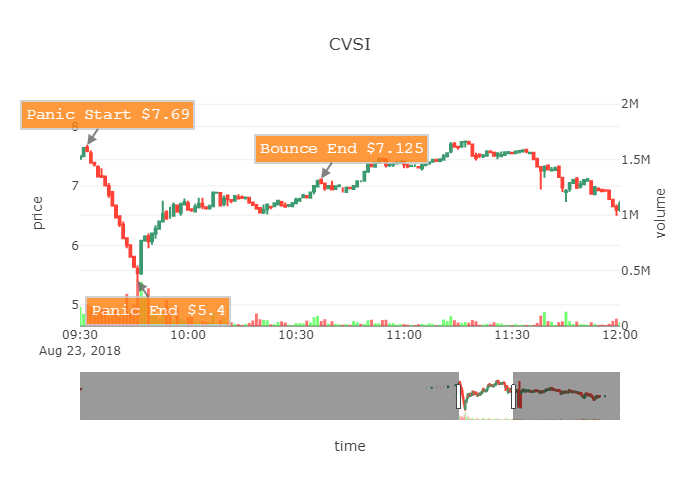 CVSI
Panic Start $7.69
Bounce End $7.125
Panic End $5.4
8
7
6
5
price
2M
1.5M
1M
0.5M
0
volume
09:30
10:00
10:30
11:00
11:30
12:00
Aug 23, 2018
time